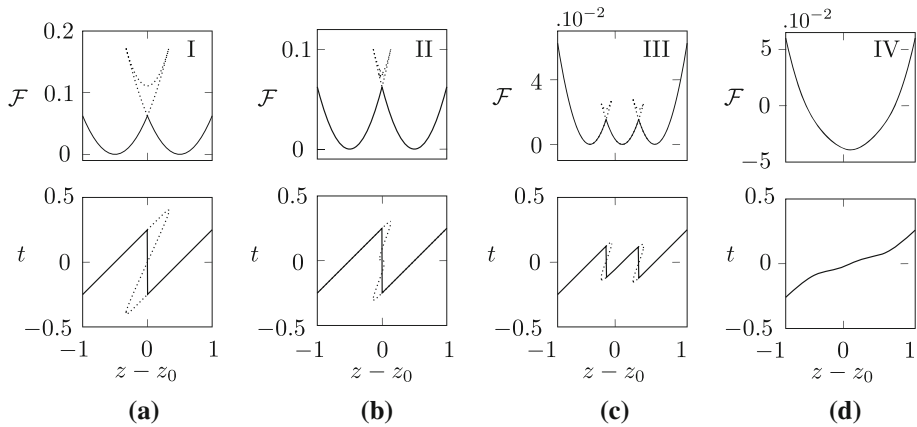 .10⁻² .10⁻²
0.2 0.1 4 5
I II III IV
ℱ 0.1 ℱ ℱ ℱ 0
0 0 0 −5
0.5 0.5 0.5 0.5
t 0 t 0 t 0 t 0
−0.5 −0.5 −0.5 −0.5
−1 0 1 −1 0 1 −1 0 1 −1 0 1
z − z₀ z − z₀ z − z₀ z − z₀
(a) (b) (c) (d)